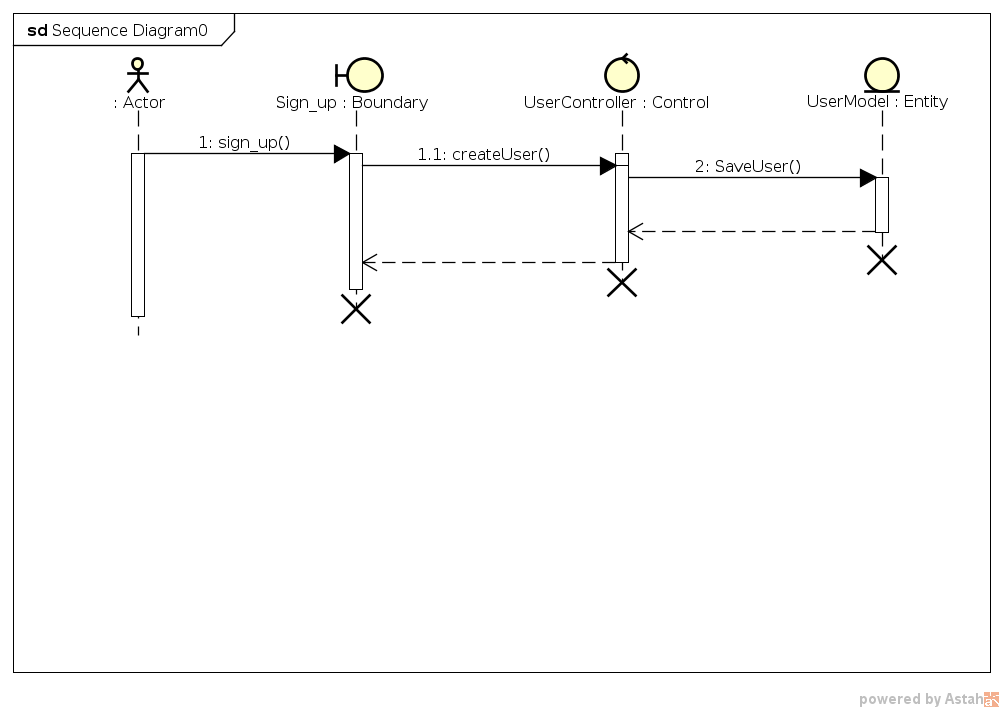 sd Sequence Diagram0
: Actor
Sign_up : Boundary
UserController : Control
UserModel : Entity
1: sign_up()
1.1: createUser()
2: SaveUser()
powered by Astah